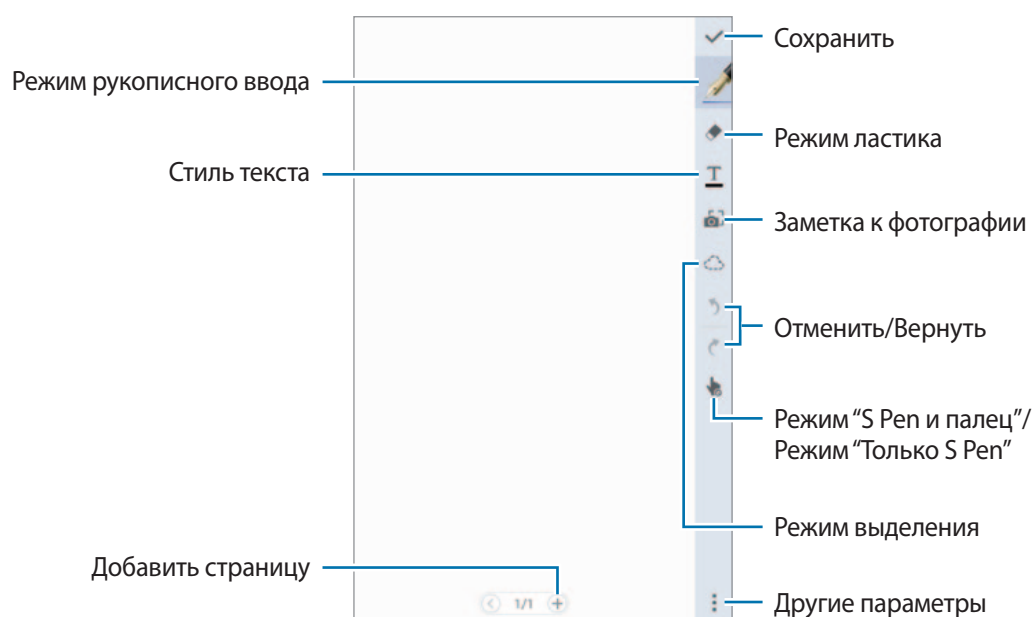 Сохранить
Режим рукописного ввода
Режим ластика
Стиль текста
T
Заметка к фотографии
Отменить/Вернуть
Режим “S Pen и палец”/
Режим “Только S Pen”
Режим выделения
Добавить страницу
1/1
Другие параметры